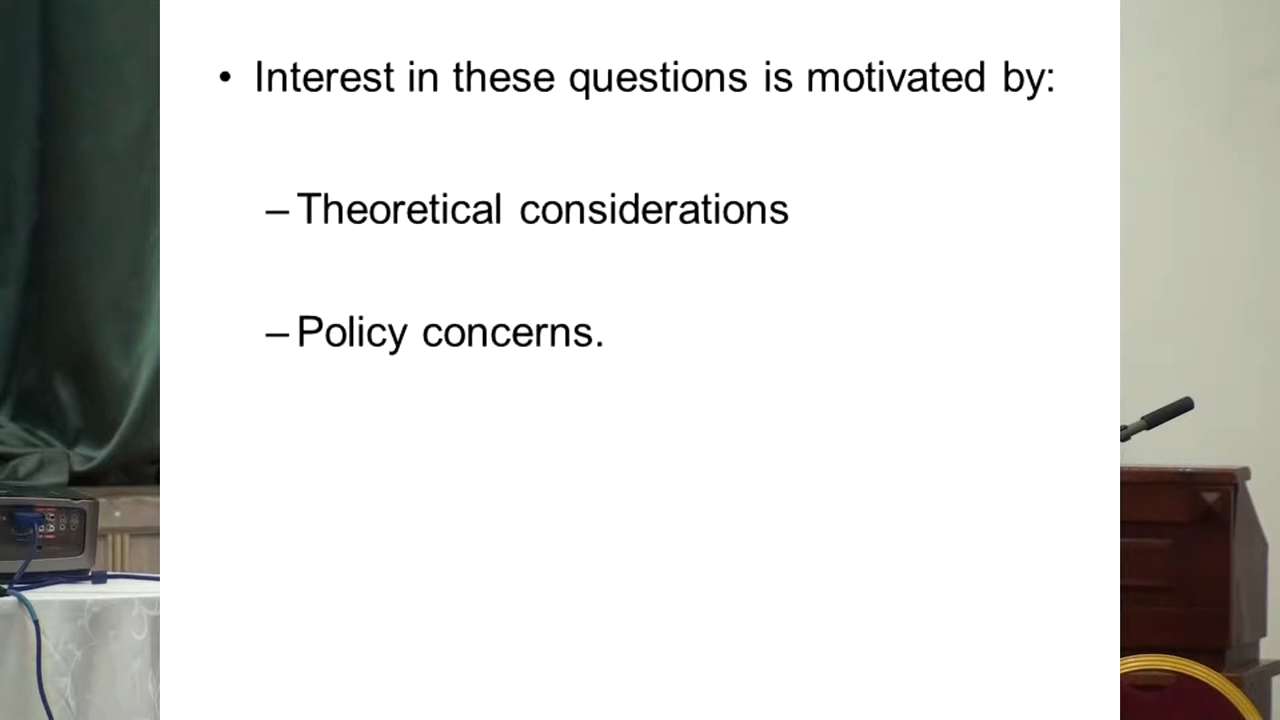 • Interest in these questions is motivated by:
– Theoretical considerations
– Policy concerns.